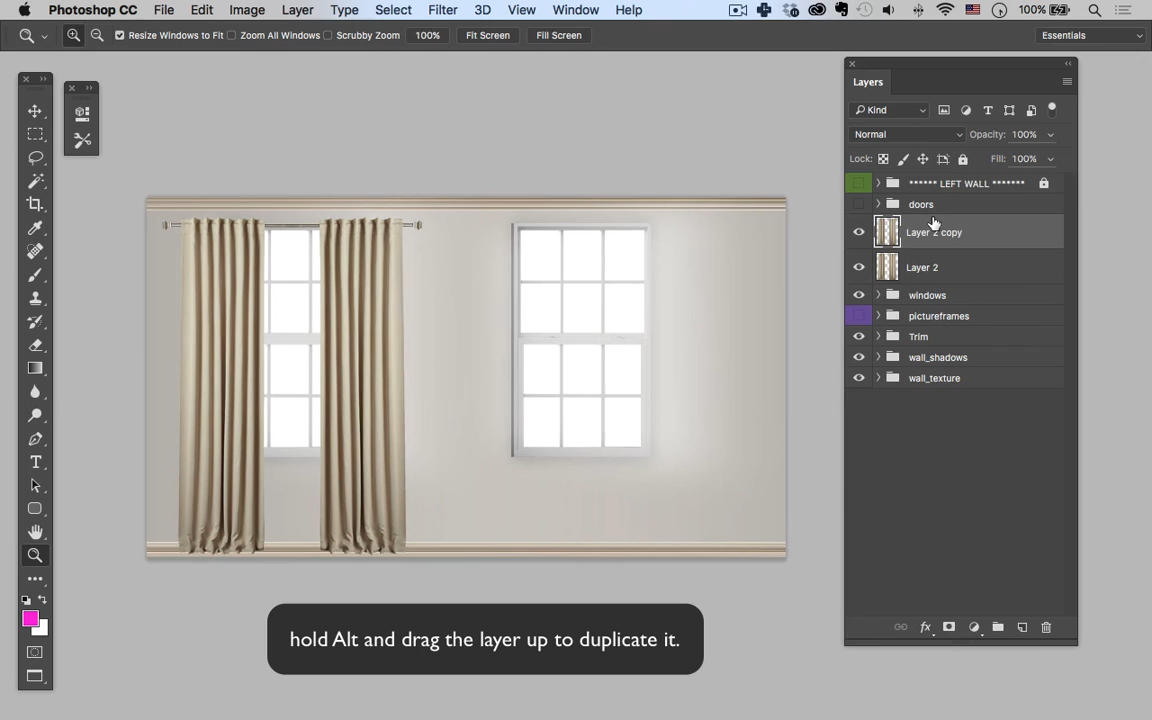 Photoshop CC File Edit Image Layer Type Select Filter 3D View Window Help 100%
Resize Windows to Fit Zoom All Windows Scrubby Zoom 100% Fit Screen Fill Screen Essentials
Layers
Kind
Normal Opacity: 100%
Lock: Fill: 100%
****** LEFT WALL *******
doors
Layer 2 copy
Layer 2
windows
pictureframes
Trim
wall_shadows
wall_texture
hold Alt and drag the layer up to duplicate it.